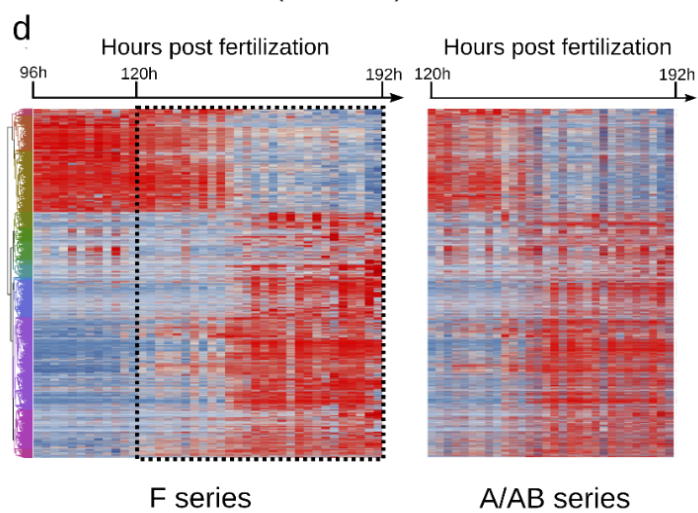 d
Hours post fertilization
Hours post fertilization
96h
120h
192h
120h
192h
F series
A/AB series